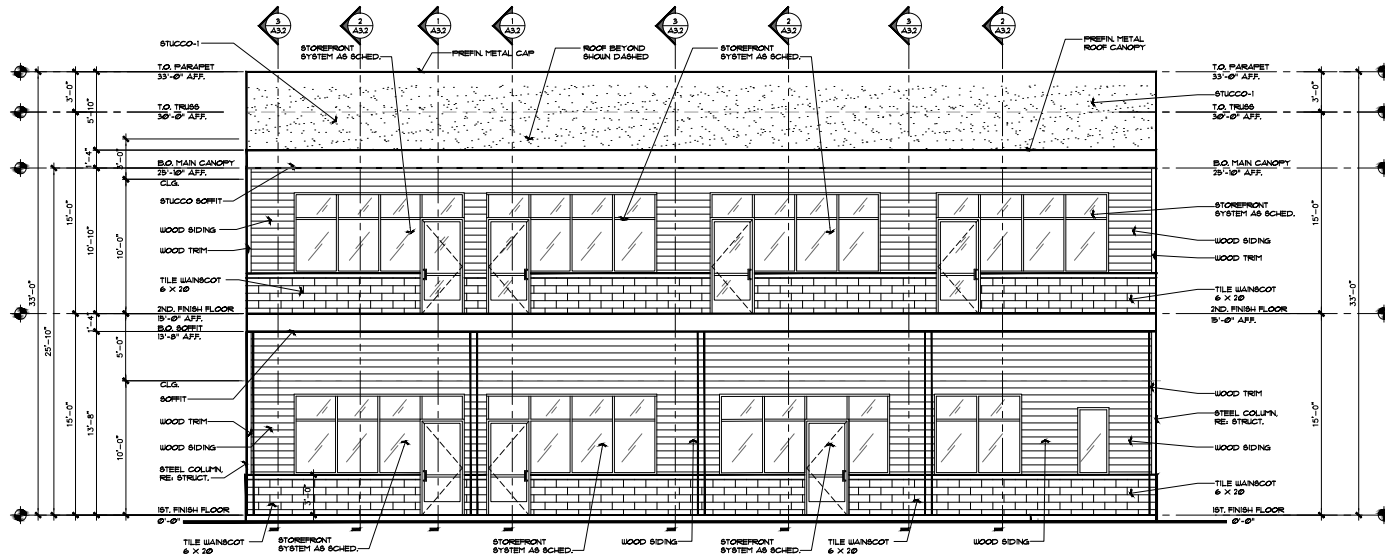 3
A3.2
2
A3.2
1
A3.2
1
A3.2
3
A3.2
2
A3.2
3
A3.2
2
A3.2
STUCCO-1
STOREFRONT
SYSTEM AS SCHED.
PREFIN. METAL CAP
ROOF BEYOND
SHOWN DASHED
STOREFRONT
SYSTEM AS SCHED.
PREFIN. METAL
ROOF CANOPY
T.O. PARAPET
33'-0" A.F.F.
T.O. TRUSS
30'-0" A.F.F.
B.O. MAIN CANOPY
25'-10" A.F.F.
CLG.
STUCCO SOFFIT
WOOD SIDING
WOOD TRIM
TILE WAINSCOT
6 X 20
2ND. FINISH FLOOR
15'-0" A.F.F.
B.O. SOFFIT
13'-8" A.F.F.
CLG.
SOFFIT
WOOD TRIM
WOOD SIDING
STEEL COLUMN,
RE: STRUCT.
1ST. FINISH FLOOR
0'-0"
33'-0"
25'-10"
15'-0"
15'-0"
3'-0"
5'-10"
1'-4"
10'-10"
1'-4"
13'-8"
3'-0"
10'-0"
5'-0"
10'-0"
3'-0"
T.O. PARAPET
33'-0" A.F.F.
STUCCO-1
T.O. TRUSS
30'-0" A.F.F.
B.O. MAIN CANOPY
25'-10" A.F.F.
STOREFRONT
SYSTEM AS SCHED.
WOOD SIDING
WOOD TRIM
TILE WAINSCOT
6 X 20
2ND. FINISH FLOOR
15'-0" A.F.F.
WOOD TRIM
STEEL COLUMN,
RE: STRUCT.
WOOD SIDING
TILE WAINSCOT
6 X 20
1ST. FINISH FLOOR
0'-0"
3'-0"
15'-0"
15'-0"
33'-0"
TILE WAINSCOT
6 X 20
STOREFRONT
SYSTEM AS SCHED.
STOREFRONT
SYSTEM AS SCHED.
WOOD SIDING
STOREFRONT
SYSTEM AS SCHED.
TILE WAINSCOT
6 X 20
WOOD SIDING